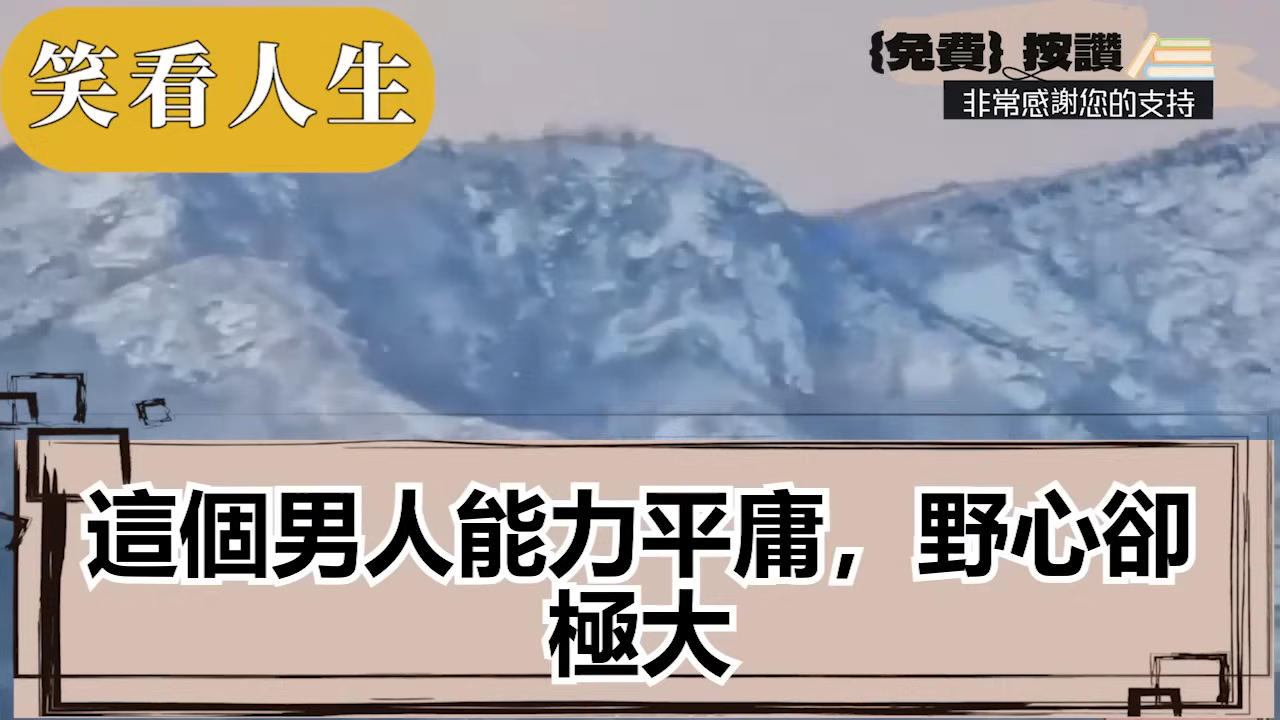 笑看人生
{免費} 按讚
非常感謝您的支持
這個男人能力平庸，野心卻
極大